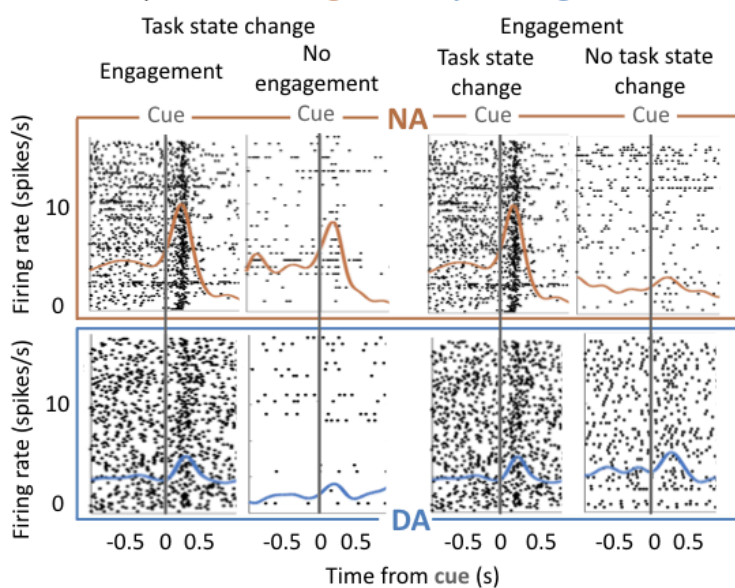 Task state change
Engagement
Engagement
No engagement
Task state change
No task state change
Cue
Cue
NA
Cue
Cue
Firing rate (spikes/s)
10
0
Firing rate (spikes/s)
10
0
DA
-0.5 0 0.5
-0.5 0 0.5
-0.5 0 0.5
-0.5 0 0.5
Time from cue (s)